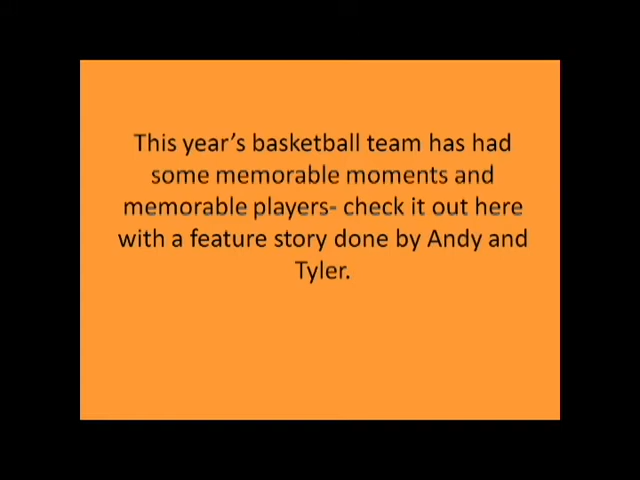 This year’s basketball team has had
some memorable moments and
memorable players- check it out here
with a feature story done by Andy and
Tyler.